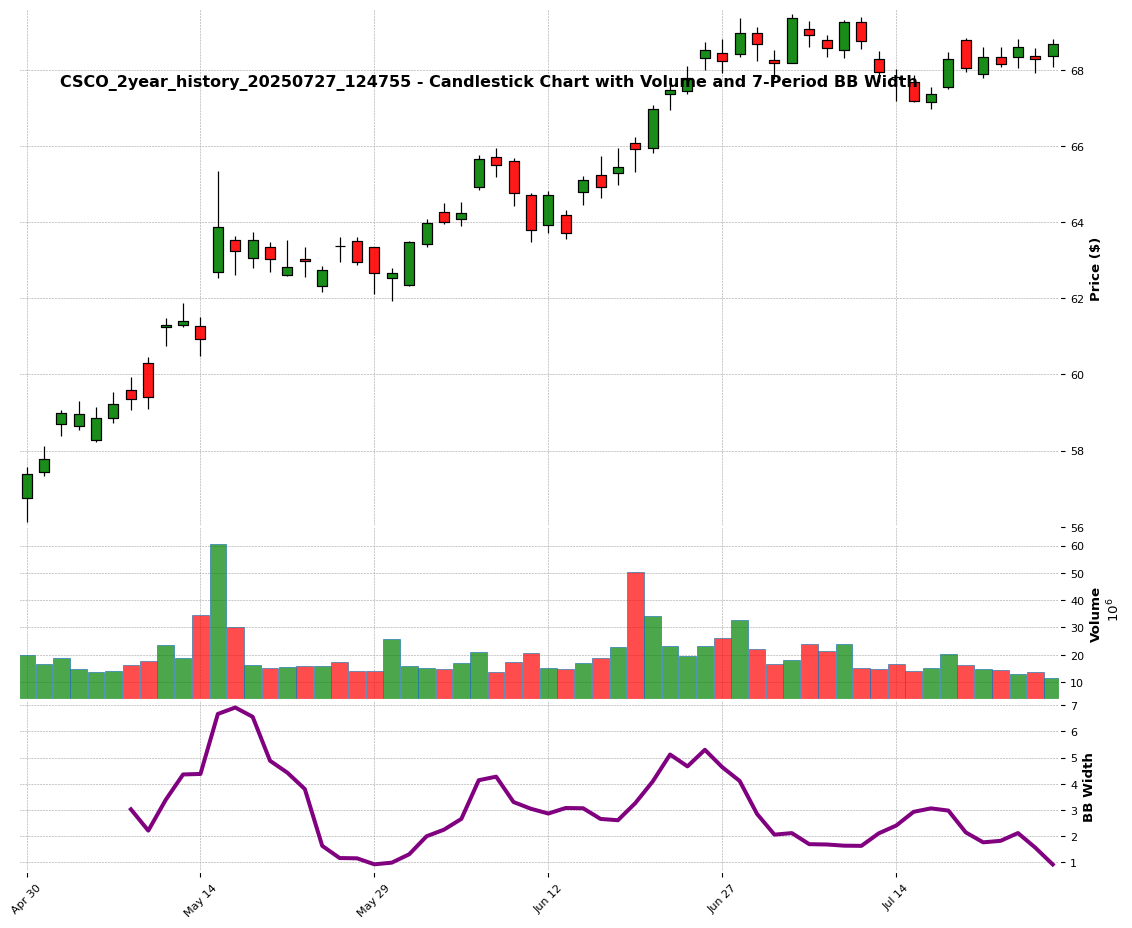 CSCO_2year_history_20250727_124755 - Candlestick Chart with Volume and 7-Period BB Width
68
66
64
62
60
58
56
Price ($)
60
50
40
30
20
10
Volume
10^6
7
6
5
4
3
2
1
BB Width
Apr 30
May 14
May 29
Jun 12
Jun 27
Jul 14